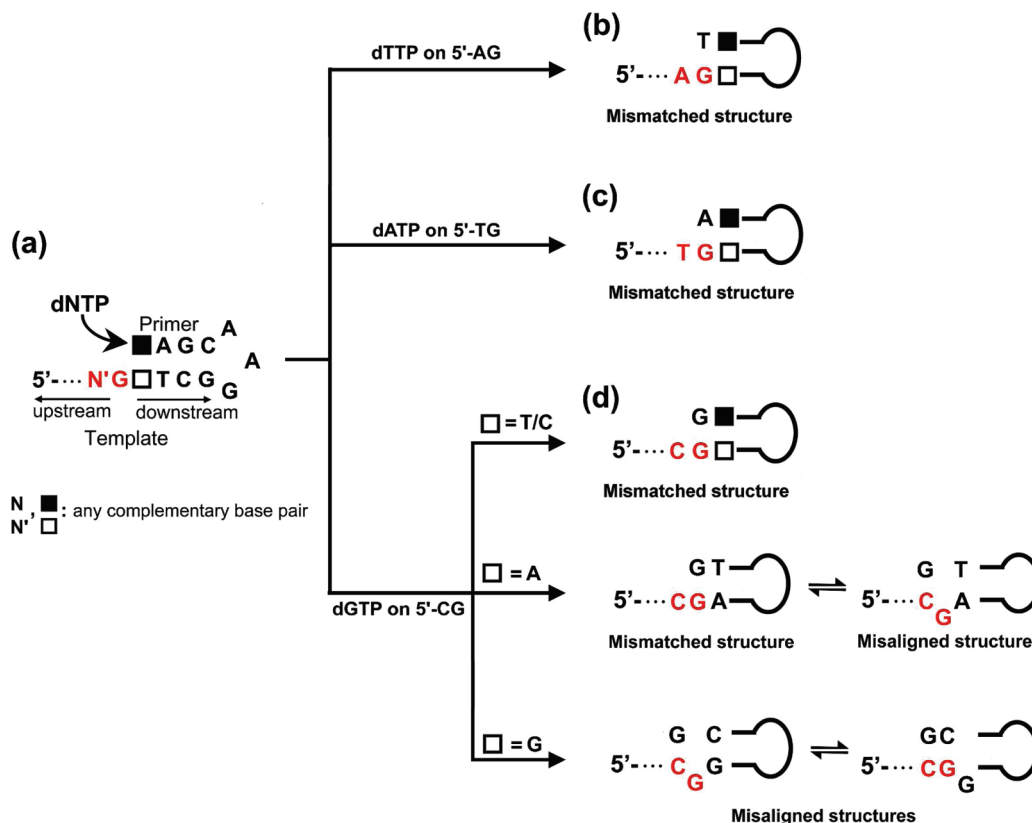 (a)
dNTP
Primer
A G C A
A
5’-···· N' G T C G G
upstream downstream
Template
N , : any complementary base pair
N'
dTTP on 5'-AG
(b)
T
5’-···· A G
Mismatched structure
dATP on 5'-TG
(c)
A
5’-···· T G
Mismatched structure
dGTP on 5'-CG
= T/C
(d)
G
5’-···· C G
Mismatched structure
= A
G T
5’-···· C G A
Mismatched structure
G T
5’-···· C A
G
Misaligned structure
= G
G C
5’-···· C G
G
G C
5’-···· C G
G
Misaligned structures